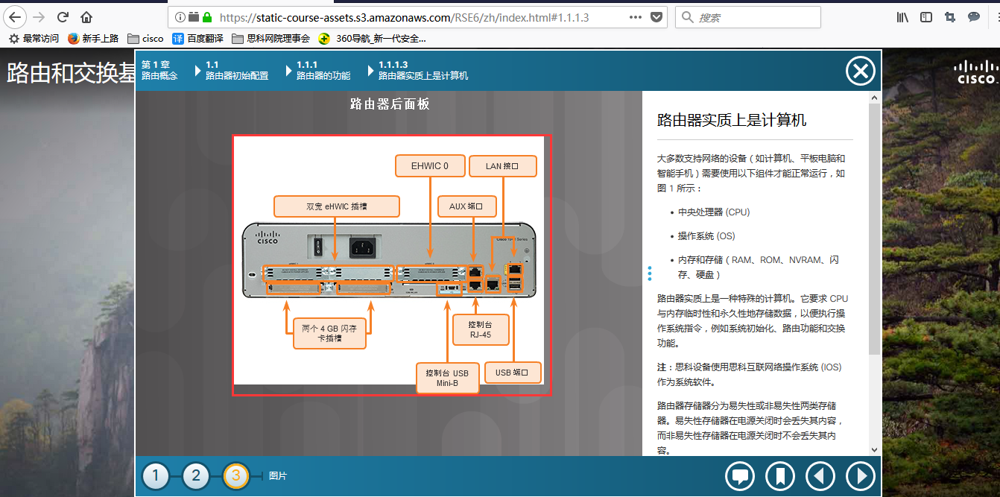 https://static-course-assets.s3.amazonaws.com/RSE6/zh/index.html#1.1.1.3
搜索
最常访问
新手上路
cisco
译 百度翻译
思科网院理事会
360导航_新一代安全...
路由和交换基
第 1 章
路由概念
1.1
路由器初始配置
1.1.1
路由器的功能
1.1.1.3
路由器实质上是计算机
CISCO.
路由器后面板
EHWIC 0
LAN 接口
双宽 eHWIC 插槽
AUX 端口
CISCO
两个 4 GB 闪存
卡插槽
控制台
RJ-45
控制台 USB
Mini-B
USB 端口
路由器实质上是计算机
大多数支持网络的设备（如计算机、平板电脑和
智能手机）需要使用以下组件才能正常运行，如
图 1 所示：
• 中央处理器 (CPU)
• 操作系统 (OS)
• 内存和存储（RAM、ROM、NVRAM、闪
存、硬盘）
路由器实质上是一种特殊的计算机。它要求 CPU
与内存临时性和永久性地存储数据，以便执行操
作系统指令，例如系统初始化、路由功能和交换
功能。
注：思科设备使用思科互联网络操作系统 (IOS)
作为系统软件。
路由器存储器分为易失性或非易失性两类存储
器。易失性存储器在电源关闭时会丢失其内容，
而非易失性存储器在电源关闭时不会丢失其内
容。
1
2
3
图片